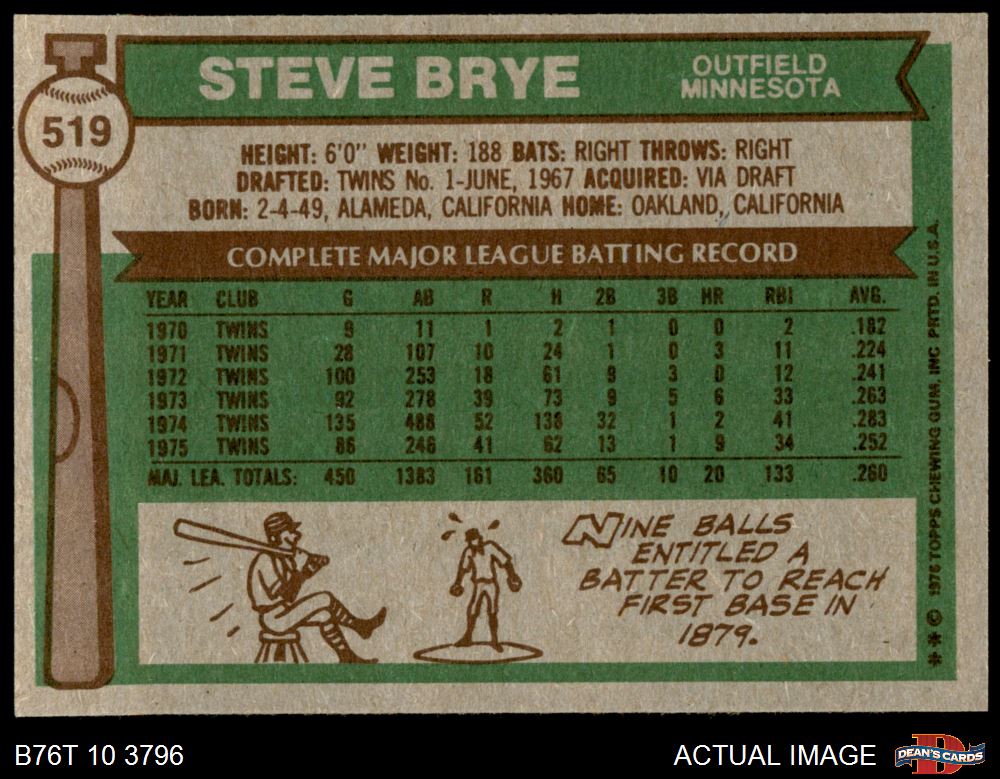 519
STEVE BRYE
OUTFIELD
MINNESOTA
HEIGHT: 6'0" WEIGHT: 188 BATS: RIGHT THROWS: RIGHT
DRAFTED: TWINS No. 1-JUNE, 1967 ACQUIRED: VIA DRAFT
BORN: 2-4-49, ALAMEDA, CALIFORNIA HOME: OAKLAND, CALIFORNIA
COMPLETE MAJOR LEAGUE BATTING RECORD
YEAR CLUB G AB R H 2B 3B HR RBI AVG.
1970 TWINS 9 11 1 2 1 0 0 2 .182
1971 TWINS 28 107 10 24 1 0 3 11 .224
1972 TWINS 100 253 18 61 9 3 0 12 .241
1973 TWINS 92 278 39 73 9 5 6 33 .263
1974 TWINS 135 488 52 138 32 1 2 41 .283
1975 TWINS 86 246 41 62 13 1 9 34 .252
MAJ. LEA. TOTALS: 450 1383 161 360 65 10 20 133 .260
NINE BALLS
ENTITLED A
BATTER TO REACH
FIRST BASE IN
1879.
** © 1976 TOPPS CHEWING GUM, INC PRTD. IN U.S.A.
B76T 10 3796
ACTUAL IMAGE
D
DEAN'S CARDS